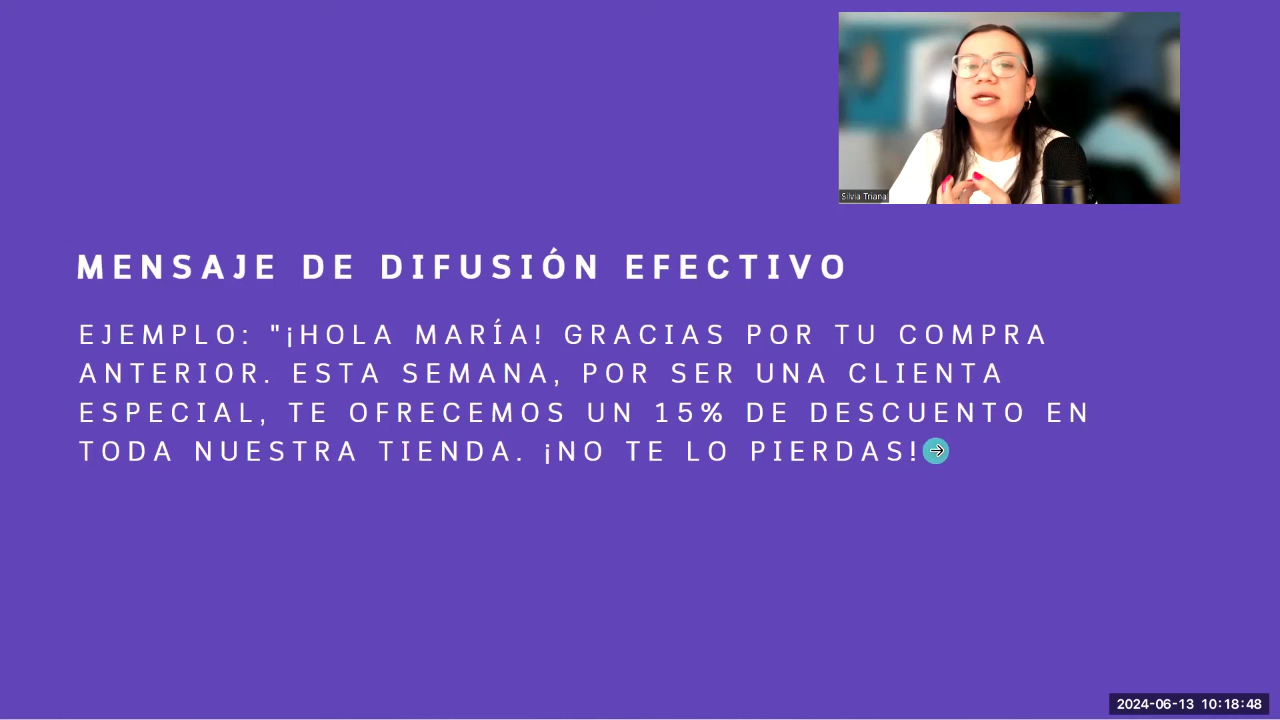 Silvia Triana
MENSAJE DE DIFUSIÓN EFECTIVO
EJEMPLO: "¡HOLA MARÍA! GRACIAS POR TU COMPRA
ANTERIOR. ESTA SEMANA, POR SER UNA CLIENTA
ESPECIAL, TE OFRECEMOS UN 15% DE DESCUENTO EN
TODA NUESTRA TIENDA. ¡NO TE LO PIERDAS!
2024-06-13 10:18:48